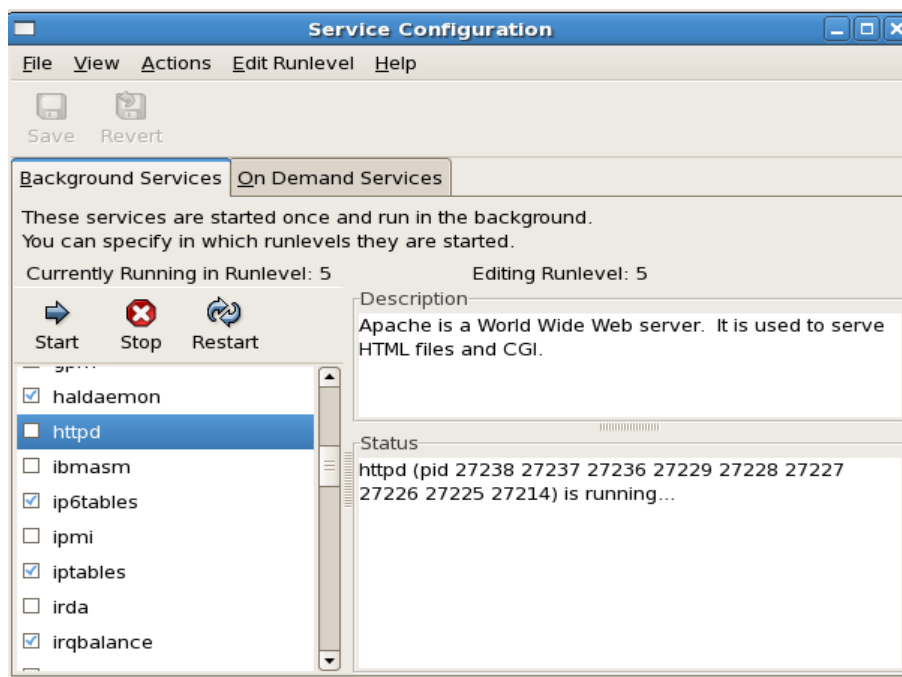 Service Configuration
File View Actions Edit Runlevel Help
Save Revert
Background Services On Demand Services
These services are started once and run in the background.
You can specify in which runlevels they are started.
Currently Running in Runlevel: 5 Editing Runlevel: 5
Start Stop Restart
haldaemon
httpd
ibmasm
ip6tables
ipmi
iptables
irda
irqbalance
Description
Apache is a World Wide Web server. It is used to serve
HTML files and CGI.
Status
httpd (pid 27238 27237 27236 27229 27228 27227
27226 27225 27214) is running...